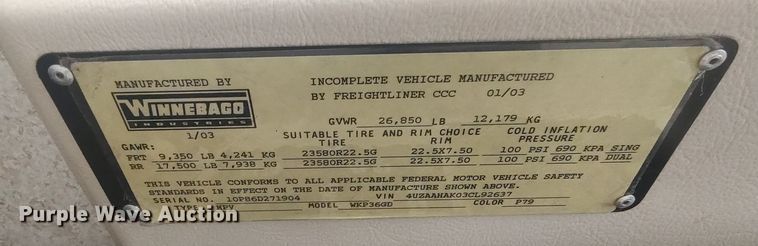 Purple Wave Auction
MANUFACTURED BY
WINNEBAGO
INDUSTRIES
1/03
INCOMPLETE VEHICLE MANUFACTURED
BY FREIGHTLINER CCC 01/03
GVWR 26,850 LB 12,179 KG
SUITABLE TIRE AND RIM CHOICE COLD INFLATION
GAWR: TIRE RIM PRESSURE
FRT 9,350 LB 4,241 KG 23580R22.5G 22.5X7.50 100 PSI 690 KPA SING
RR 17,500 LB 7,938 KG 23580R22.5G 22.5X7.50 100 PSI 690 KPA DUAL
THIS VEHICLE CONFORMS TO ALL APPLICABLE FEDERAL MOTOR VEHICLE SAFETY
STANDARDS IN EFFECT ON THE DATE OF MANUFACTURE SHOWN ABOVE.
SERIAL NO. 10P86D271904 VIN 4UZAAHAK03CL92637
TYPE MPV MODEL WKP36GD COLOR P79
Purple Wave Auction